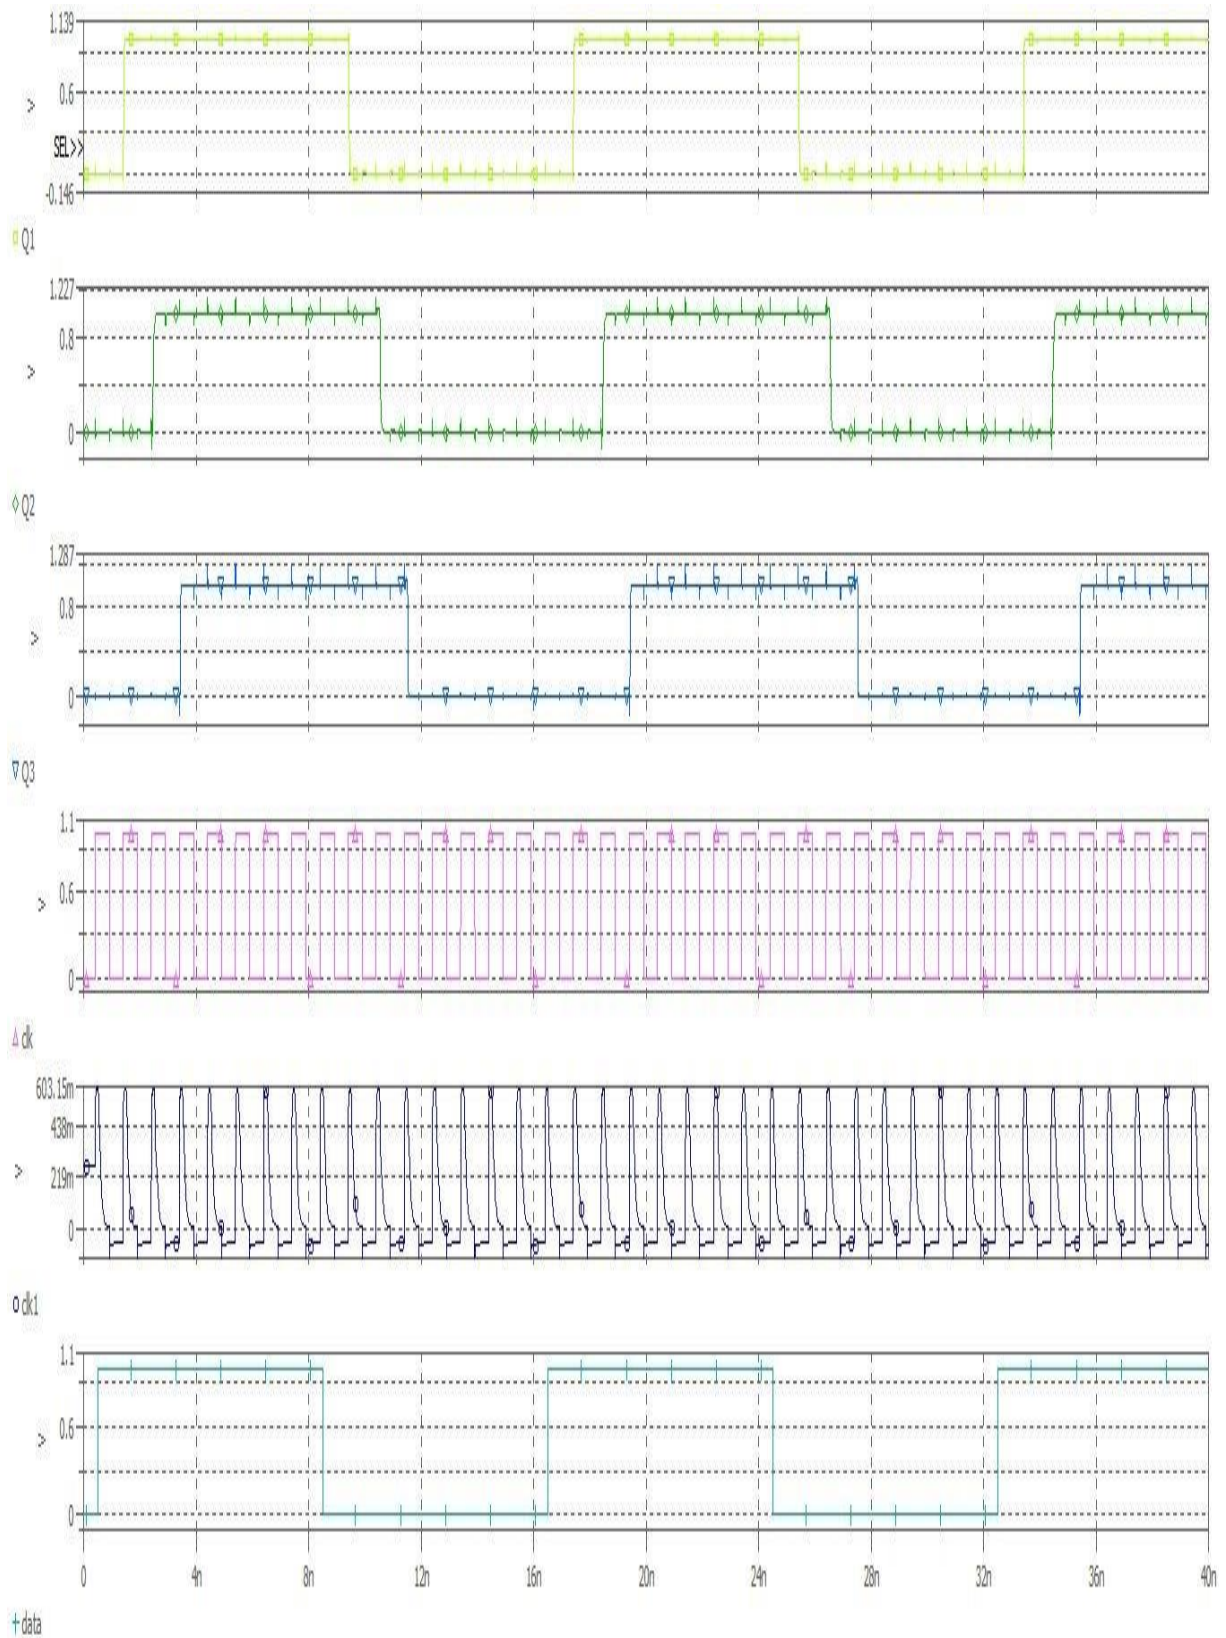 1.139
0.6
V
SEL>>
-0.146
Q1
1.227
0.8
V
0
Q2
1.287
0.8
V
0
Q3
1.1
0.6
V
0
clk
603.15m
438m
219m
V
0
clk1
1.1
0.6
V
0
0 4n 8n 12n 16n 20n 24n 28n 32n 36n 40n
data